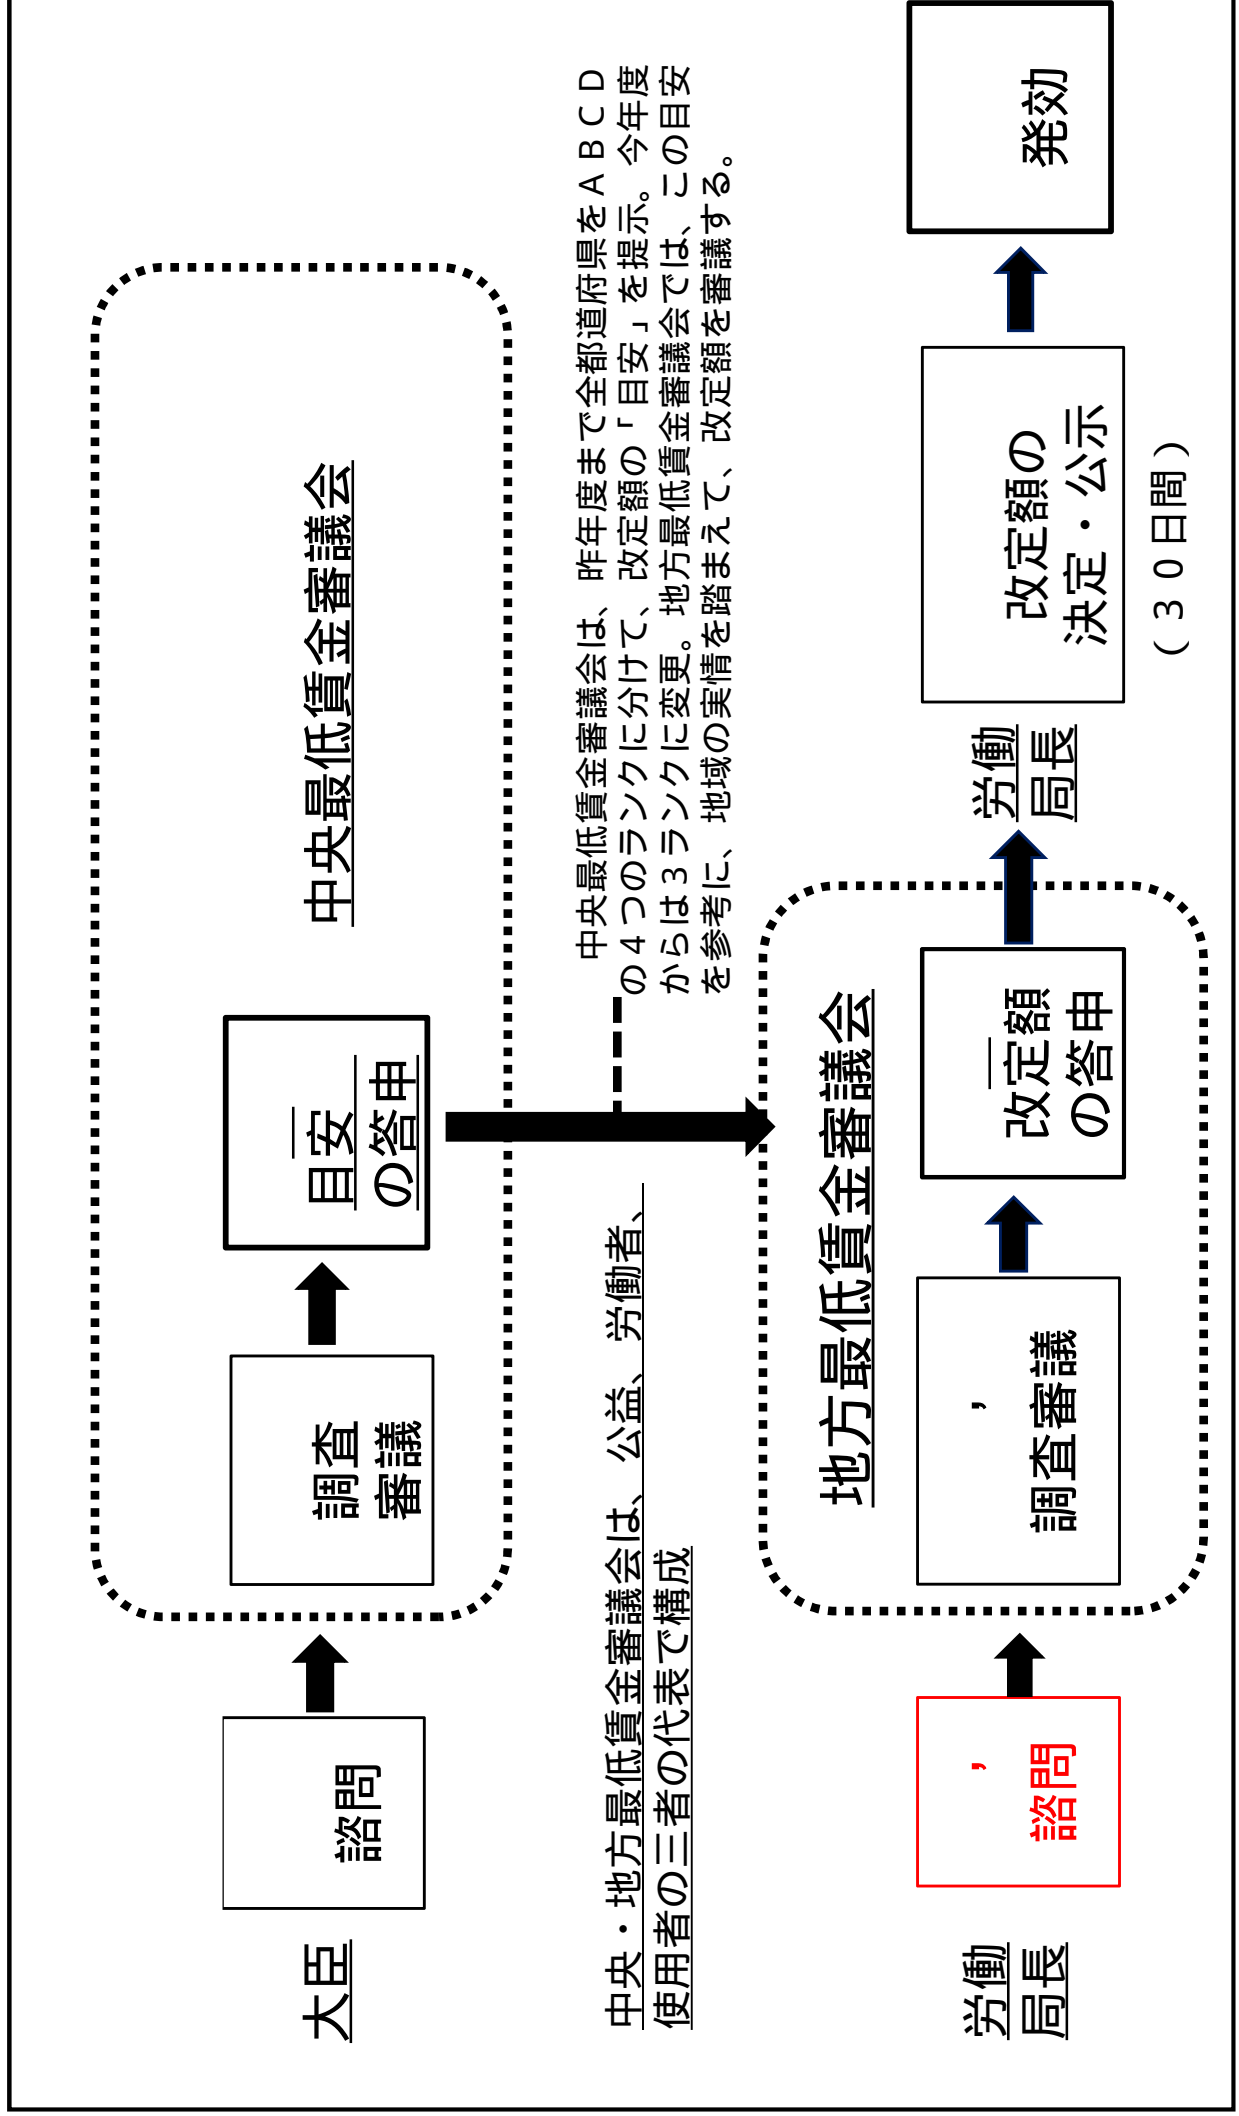 中央最低賃金審議会
大臣
諮問
調査
審議
目安
の答申
中央最低賃金審議会は、昨年度まで全都道府県をＡＢＣＤ
の４つのランクに分けて、改定額の「目安」を提示。今年度
からは３ランクに変更。地方最低賃金審議会では、この目安
を参考に、地域の実情を踏まえて、改定額を審議する。
中央・地方最低賃金審議会は、公益、労働者、
使用者の三者の代表で構成
地方最低賃金審議会
労働
局長
’
諮問
’
調査審議
改定額
の答申
労働
局長
改定額の
決定・公示
（３０日間）
発効